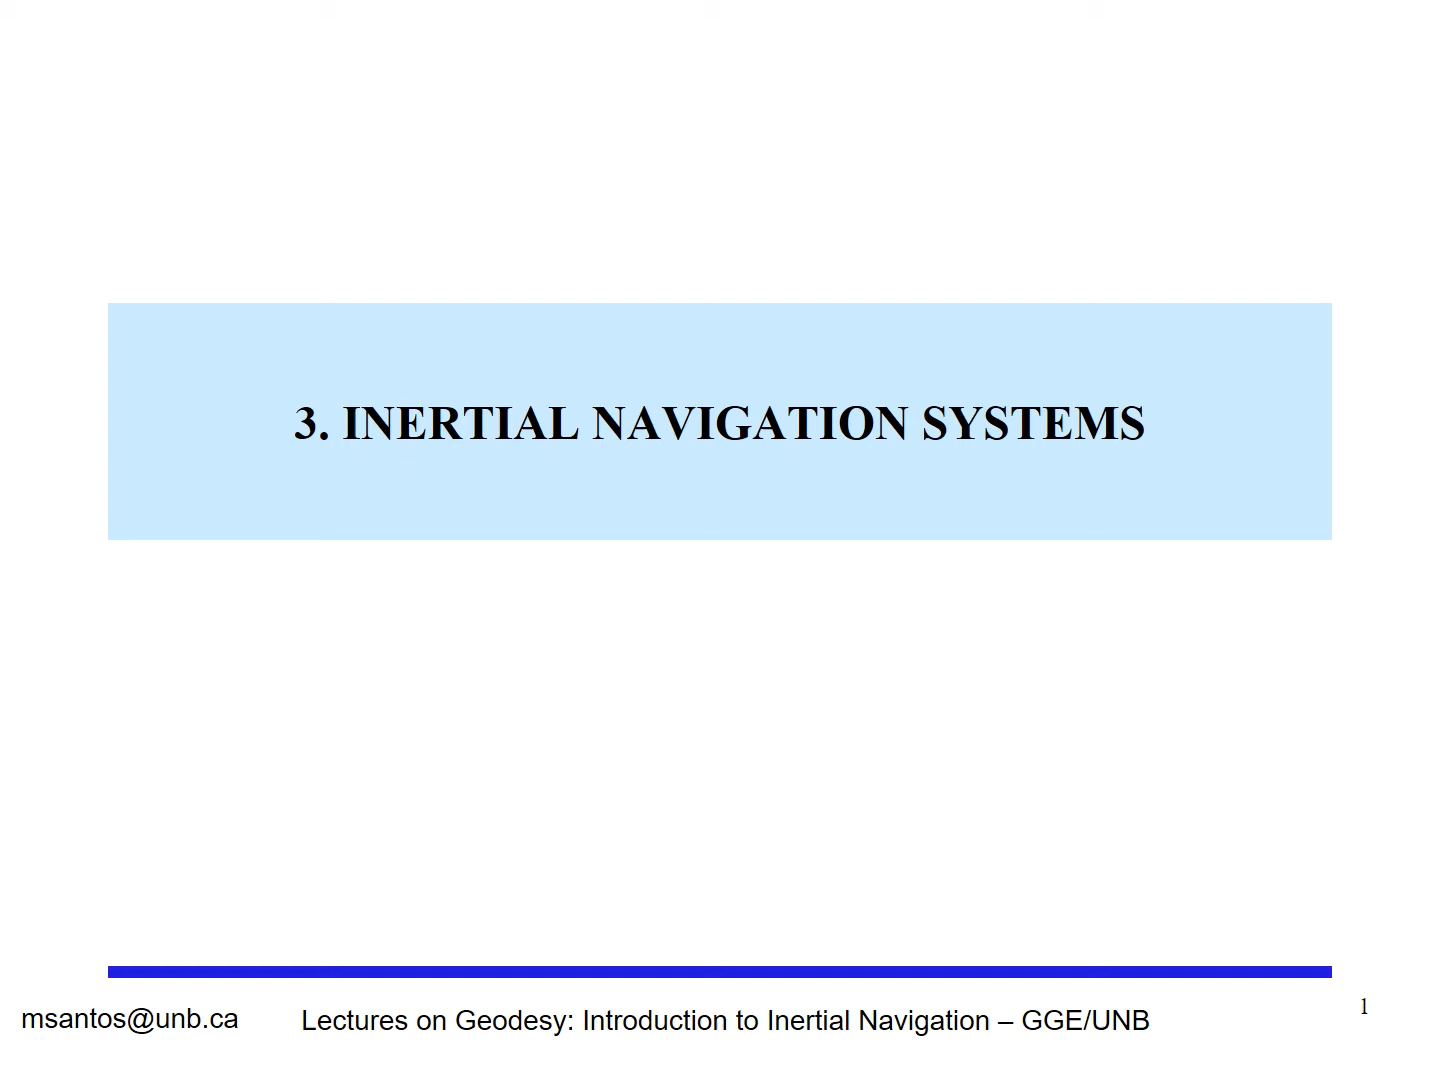 3. INERTIAL NAVIGATION SYSTEMS
msantos@unb.ca
Lectures on Geodesy: Introduction to Inertial Navigation – GGE/UNB
1